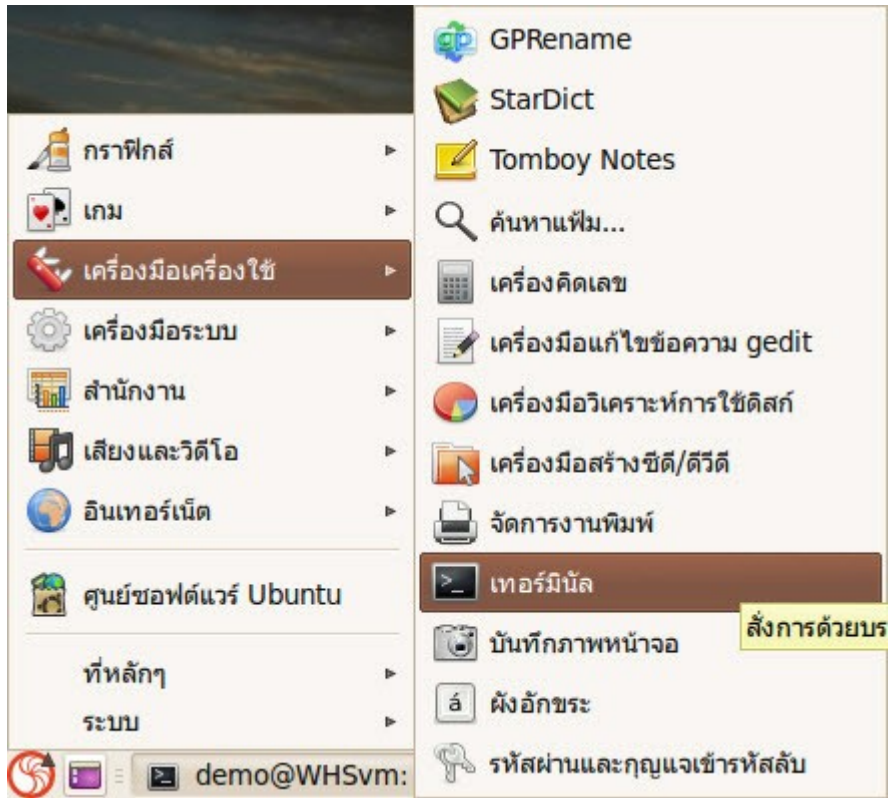 กราฟิกส์
เกม
เครื่องมือเครื่องใช้
เครื่องมือระบบ
สำนักงาน
เสียงและวิดีโอ
อินเทอร์เน็ต
ศูนย์ซอฟต์แวร์ Ubuntu
ที่หลักๆ
ระบบ
demo@WHSvm:
GPRename
StarDict
Tomboy Notes
ค้นหาแฟ้ม...
เครื่องคิดเลข
เครื่องมือแก้ไขข้อความ gedit
เครื่องมือวิเคราะห์การใช้ดิสก์
เครื่องมือสร้างซีดี/ดีวีดี
จัดการงานพิมพ์
เทอร์มินัล
สั่งการด้วยบร
บันทึกภาพหน้าจอ
ผังอักขระ
รหัสผ่านและกุญแจเข้ารหัสลับ